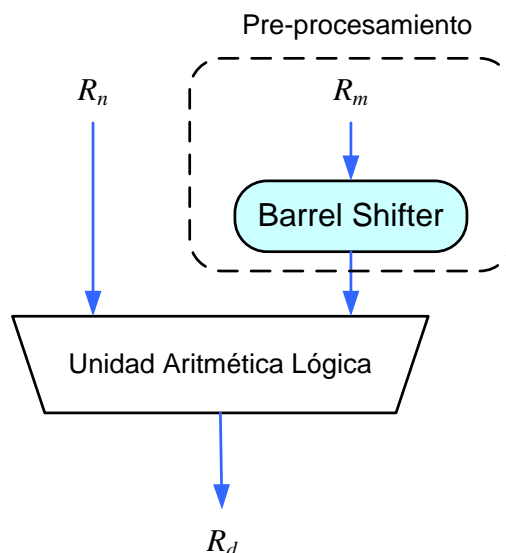 Pre-procesamiento
Rn
Rm
Barrel Shifter
Unidad Aritmética Lógica
Rd